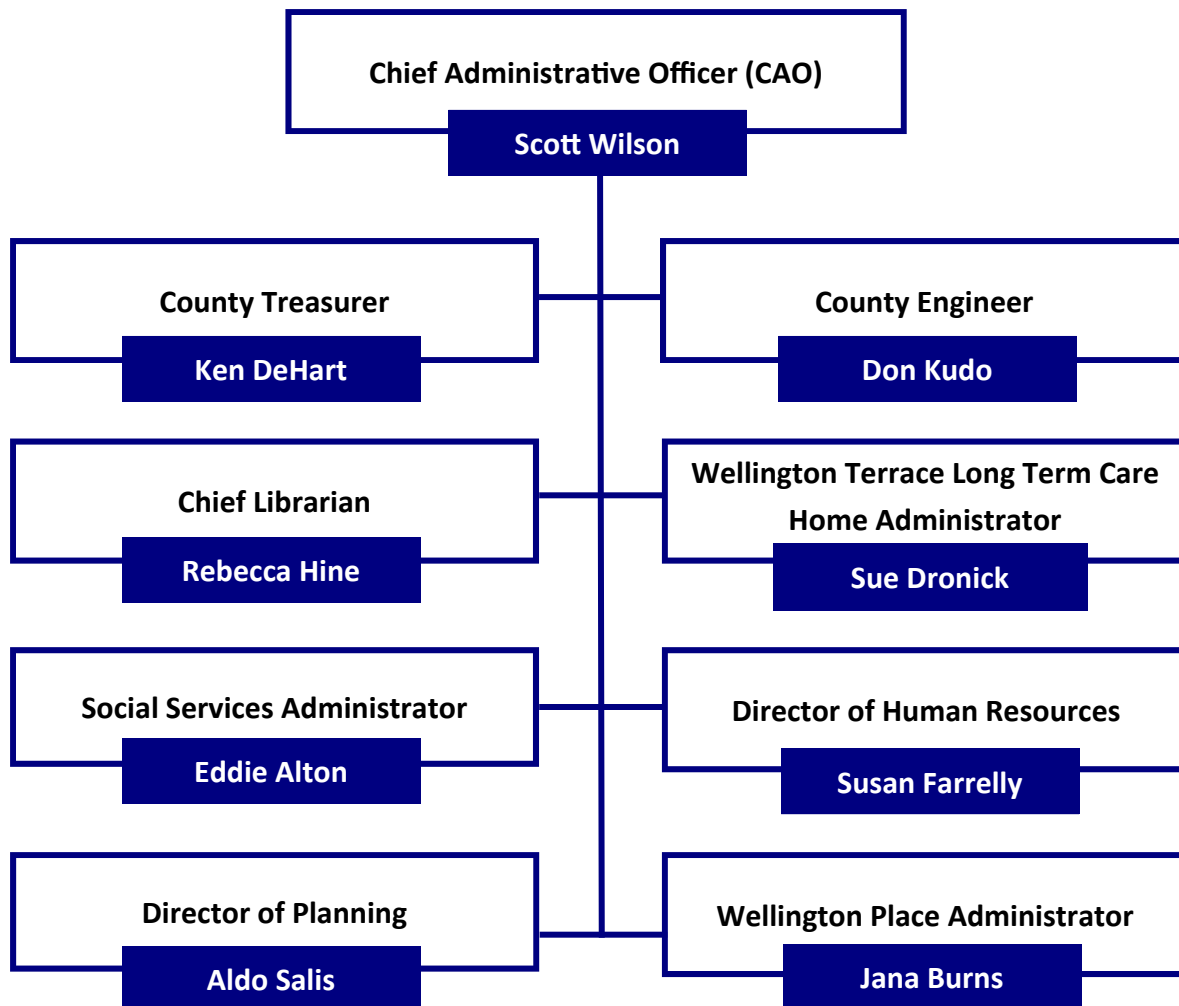 Chief Administrative Officer (CAO)
Scott Wilson
County Treasurer
Ken DeHart
County Engineer
Don Kudo
Chief Librarian
Rebecca Hine
Wellington Terrace Long Term Care
Home Administrator
Sue Dronick
Social Services Administrator
Eddie Alton
Director of Human Resources
Susan Farrelly
Director of Planning
Aldo Salis
Wellington Place Administrator
Jana Burns